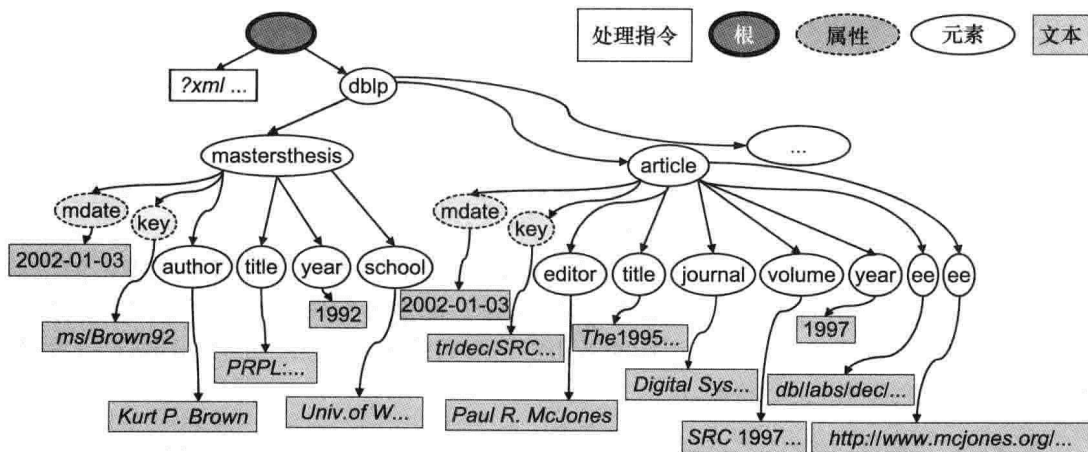 处理指令
根
属性
元素
文本
?xml ...
dblp
...
mastersthesis
article
mdate
key
mdate
key
2002-01-03
author
title
year
school
editor
title
journal
volume
year
ee
ee
2002-01-03
1992
1997
ms/Brown92
tr/dec/SRC...
The1995...
PRPL:...
Digital Sys...
db/labs/dec/...
Kurt P. Brown
Univ.of W...
Paul R. McJones
SRC 1997...
http://www.mcjones.org/...